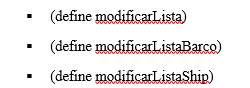 ▪ (define modificarLista)
▪ (define modificarListaBarco)
▪ (define modificarListaShip)